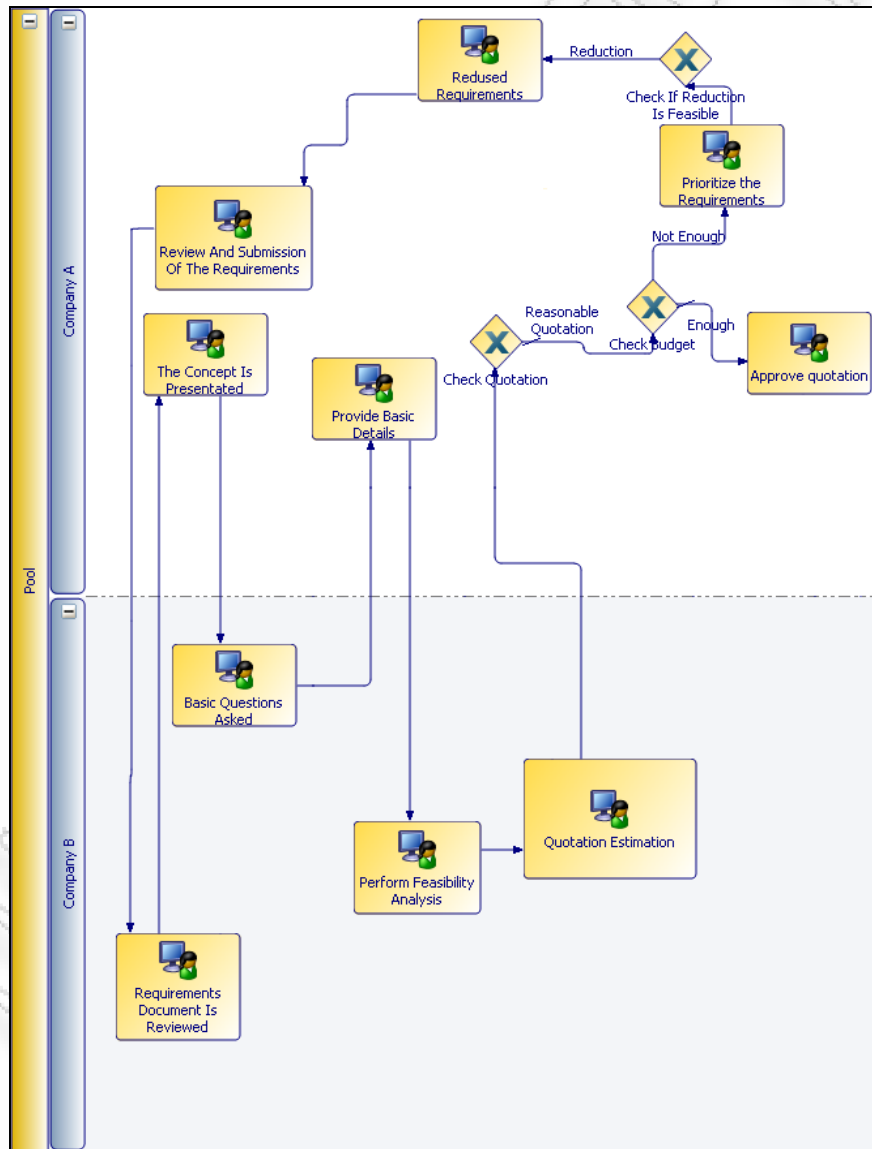 Pool
Company A
Company B
Reduction
Redused
Requirements
Check If Reduction
Is Feasible
Prioritize the
Requirements
Not Enough
Review And Submission
Of The Requirements
Reasonable
Quotation
Enough
Check Budget
The Concept Is
Presentated
Check Quotation
Approve quotation
Provide Basic
Details
Basic Questions
Asked
Quotation Estimation
Perform Feasibility
Analysis
Requirements
Document Is
Reviewed